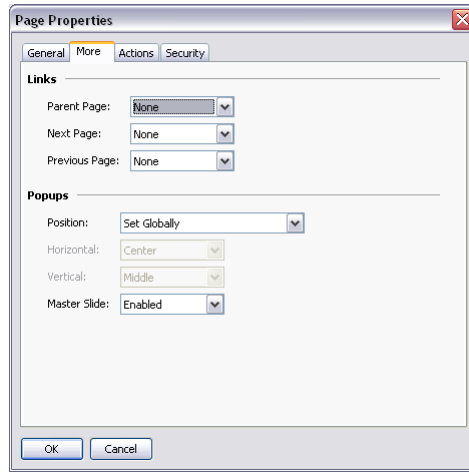 Page Properties
General More Actions Security
Links
Parent Page: None
Next Page: None
Previous Page: None
Popups
Position: Set Globally
Horizontal: Center
Vertical: Middle
Master Slide: Enabled
OK Cancel